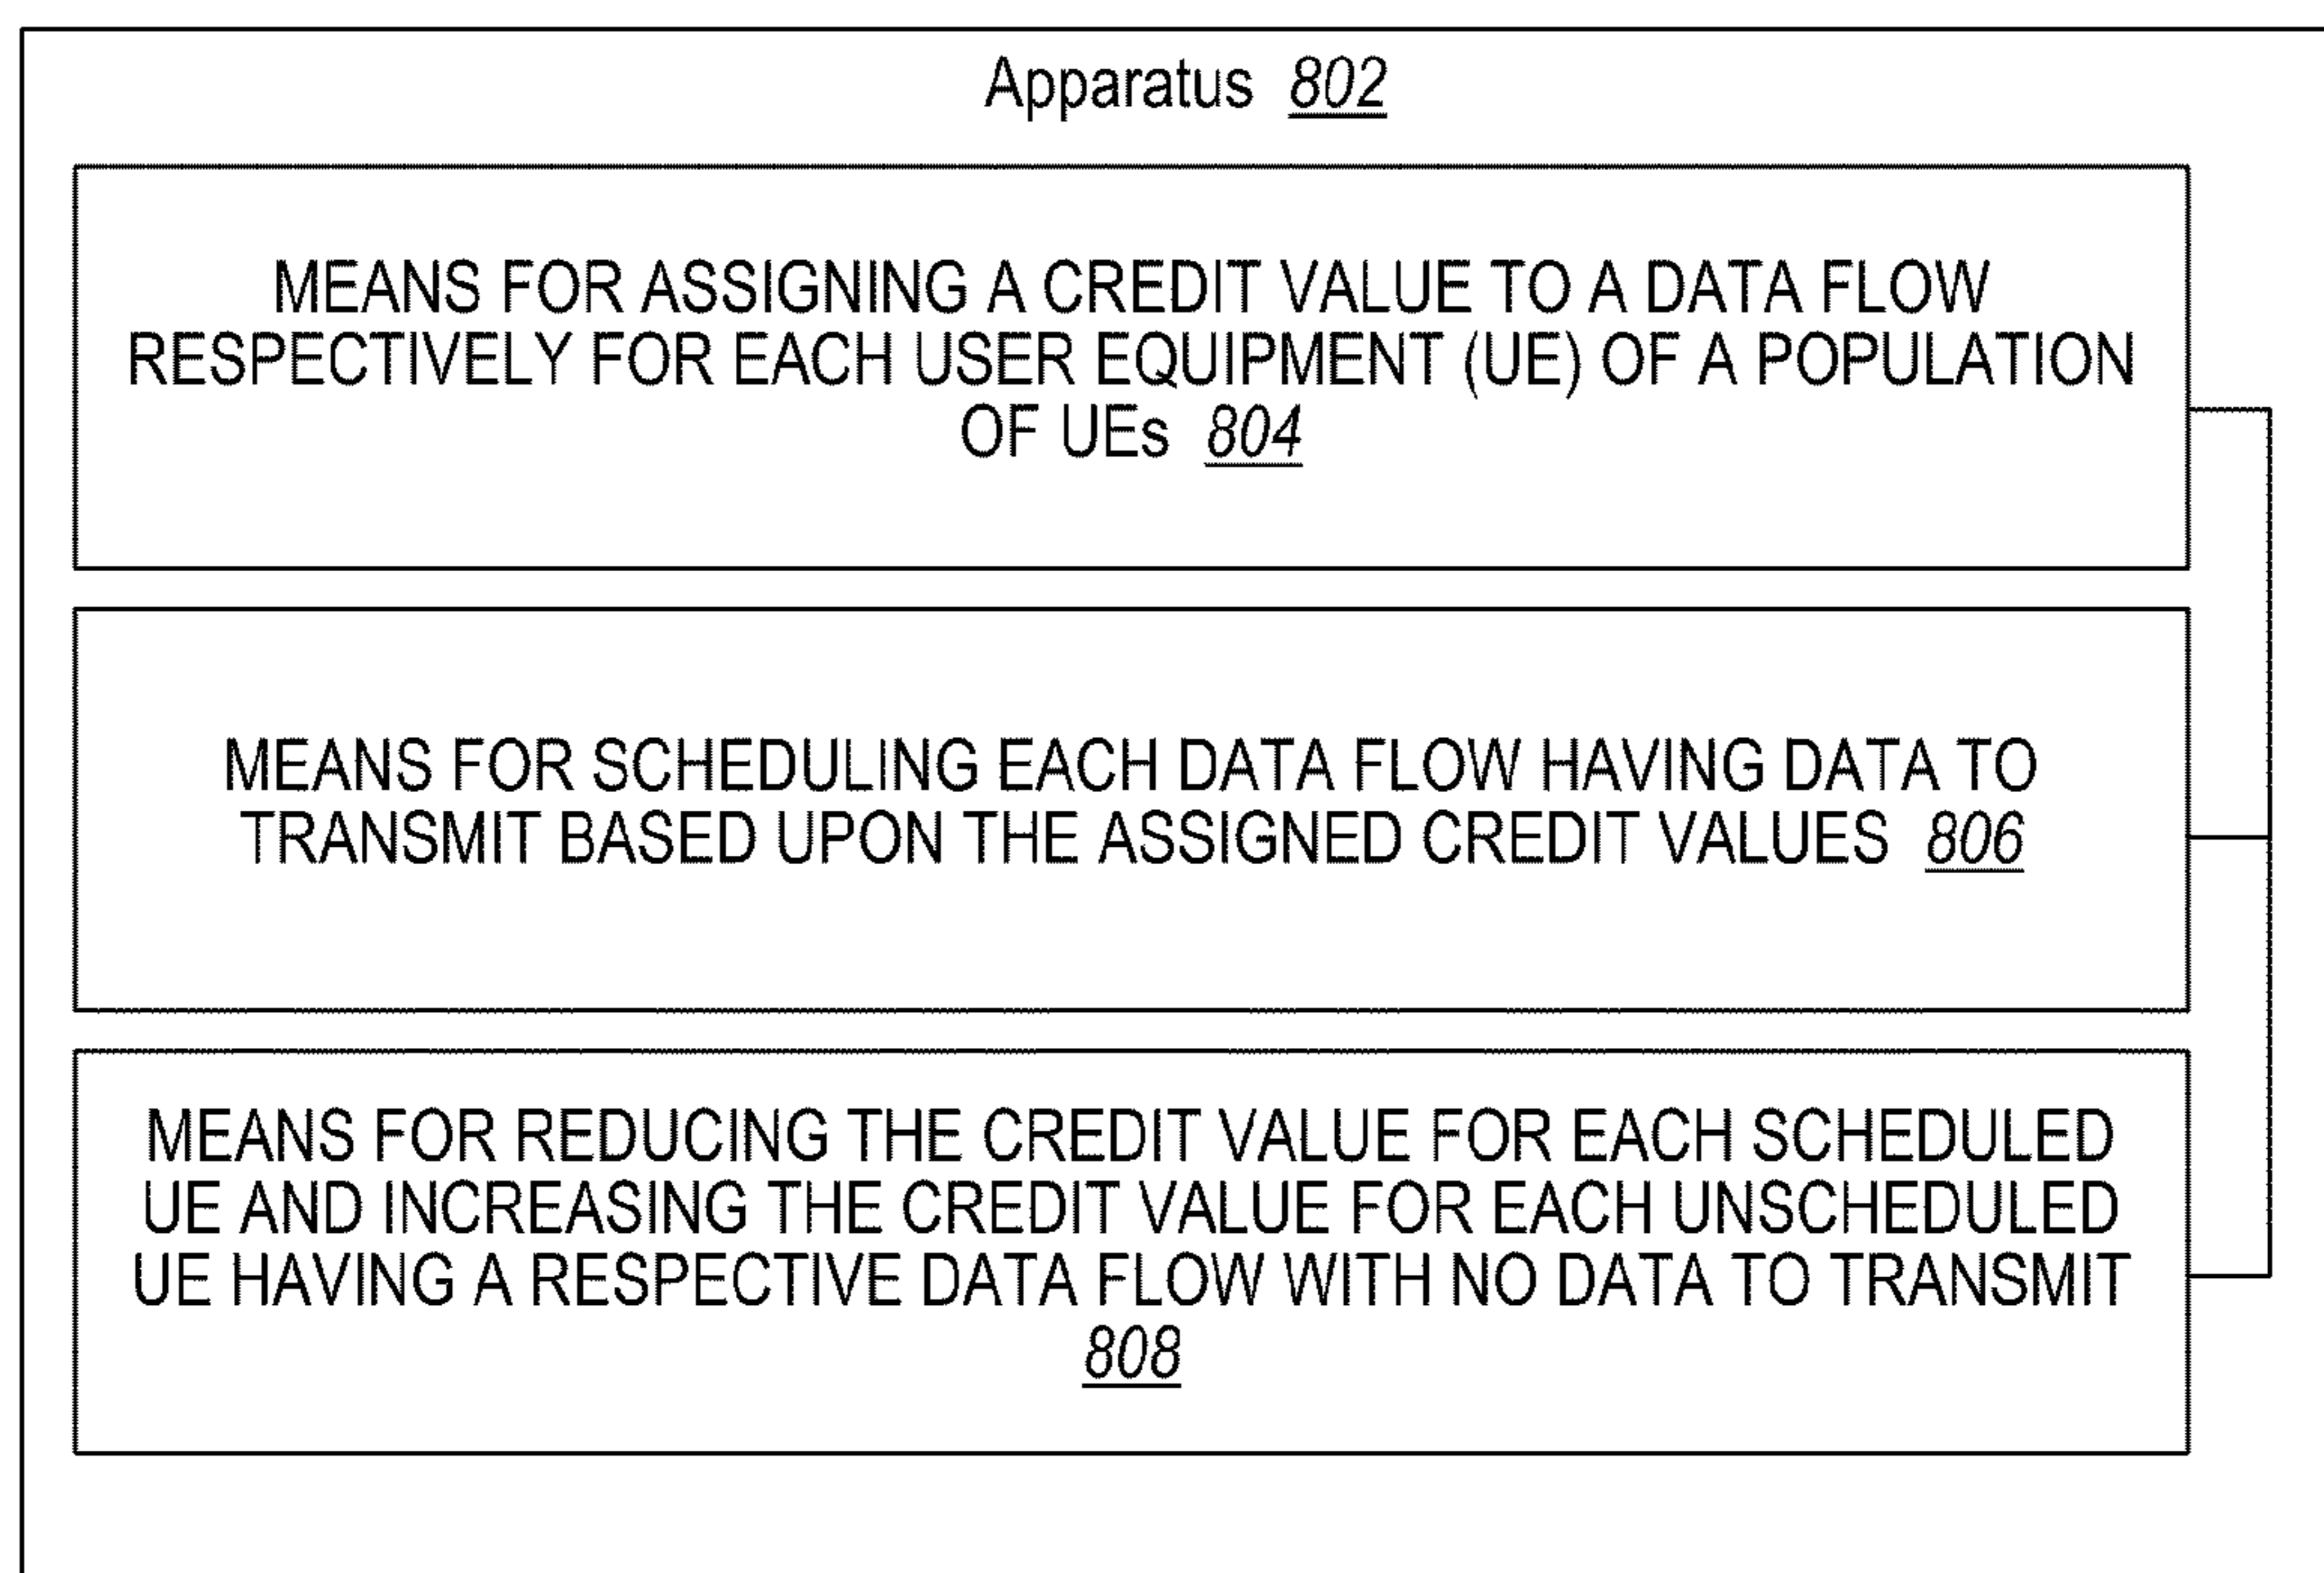 Apparatus 802
MEANS FOR ASSIGNING A CREDIT VALUE TO A DATA FLOW
RESPECTIVELY FOR EACH USER EQUIPMENT (UE) OF A POPULATION
OF UEs 804
MEANS FOR SCHEDULING EACH DATA FLOW HAVING DATA TO
TRANSMIT BASED UPON THE ASSIGNED CREDIT VALUES 806
MEANS FOR REDUCING THE CREDIT VALUE FOR EACH SCHEDULED
UE AND INCREASING THE CREDIT VALUE FOR EACH UNSCHEDULED
UE HAVING A RESPECTIVE DATA FLOW WITH NO DATA TO TRANSMIT
808